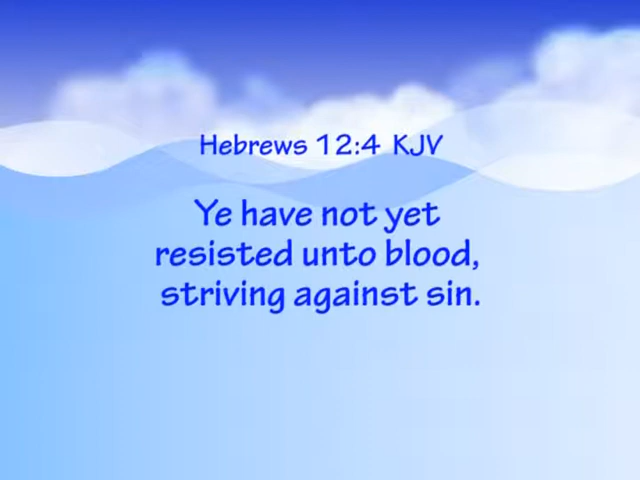 Hebrews 12:4 KJV
Ye have not yet
resisted unto blood,
striving against sin.